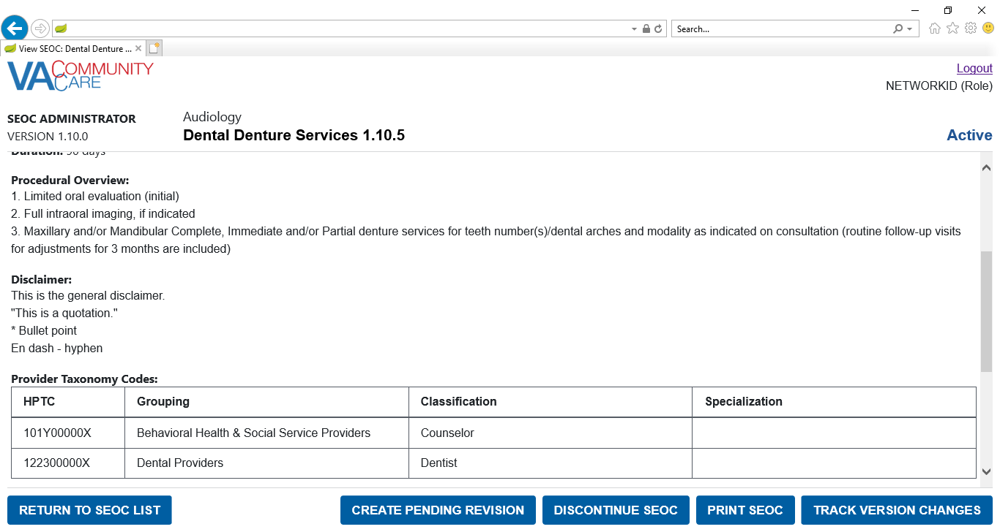 Search...
View SEOC: Dental Denture ...
VA COMMUNITY CARE
Logout
NETWORKID (Role)
SEOC ADMINISTRATOR
VERSION 1.10.0
Audiology
Dental Denture Services 1.10.5
Active
Duration: 90 days
Procedural Overview:
1. Limited oral evaluation (initial)
2. Full intraoral imaging, if indicated
3. Maxillary and/or Mandibular Complete, Immediate and/or Partial denture services for teeth number(s)/dental arches and modality as indicated on consultation (routine follow-up visits
for adjustments for 3 months are included)
Disclaimer:
This is the general disclaimer.
"This is a quotation."
* Bullet point
En dash - hyphen
Provider Taxonomy Codes:
HPTC Grouping Classification Specialization
101Y00000X Behavioral Health & Social Service Providers Counselor
122300000X Dental Providers Dentist
RETURN TO SEOC LIST CREATE PENDING REVISION DISCONTINUE SEOC PRINT SEOC TRACK VERSION CHANGES